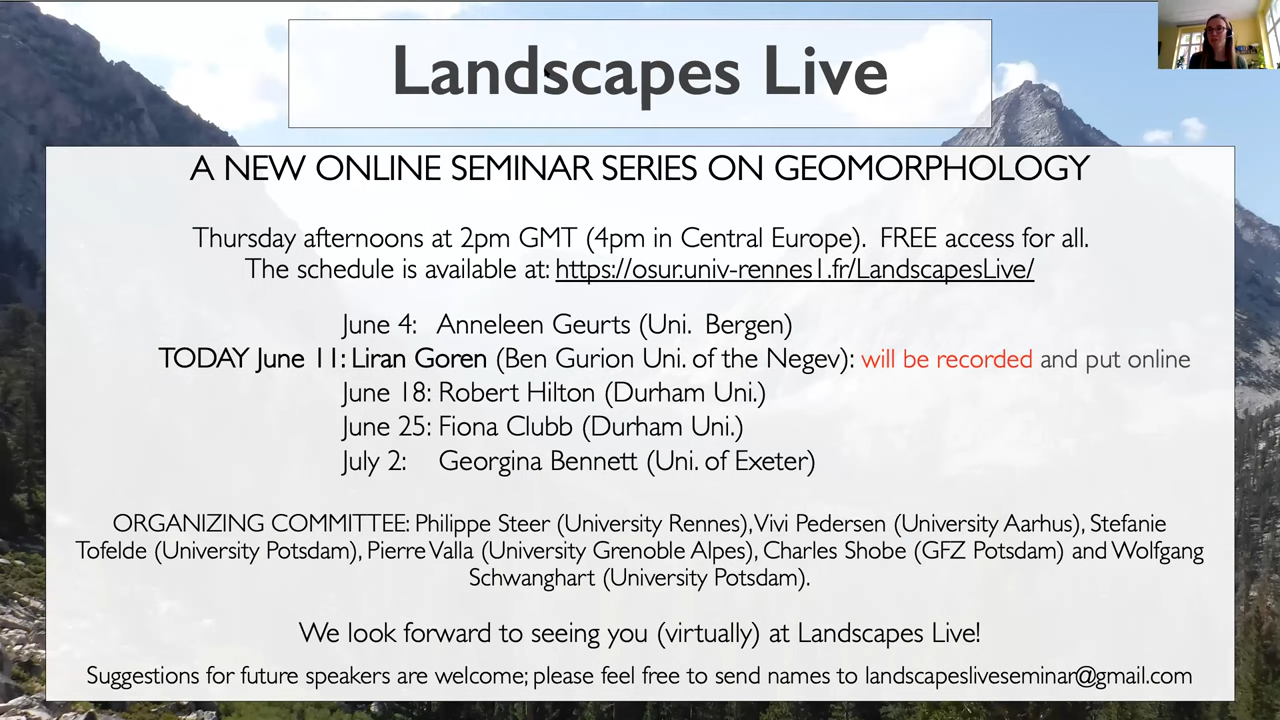 Landscapes Live
A NEW ONLINE SEMINAR SERIES ON GEOMORPHOLOGY
Thursday afternoons at 2pm GMT (4pm in Central Europe). FREE access for all.
The schedule is available at: https://osur.univ-rennes1.fr/LandscapesLive/
June 4: Anneleen Geurts (Uni. Bergen)
TODAY June 11: Liran Goren (Ben Gurion Uni. of the Negev): will be recorded and put online
June 18: Robert Hilton (Durham Uni.)
June 25: Fiona Clubb (Durham Uni.)
July 2: Georgina Bennett (Uni. of Exeter)
ORGANIZING COMMITTEE: Philippe Steer (University Rennes), Vivi Pedersen (University Aarhus), Stefanie
Tofelde (University Potsdam), Pierre Valla (University Grenoble Alpes), Charles Shobe (GFZ Potsdam) and Wolfgang
Schwanghart (University Potsdam).
We look forward to seeing you (virtually) at Landscapes Live!
Suggestions for future speakers are welcome; please feel free to send names to landscapesliveseminar@gmail.com